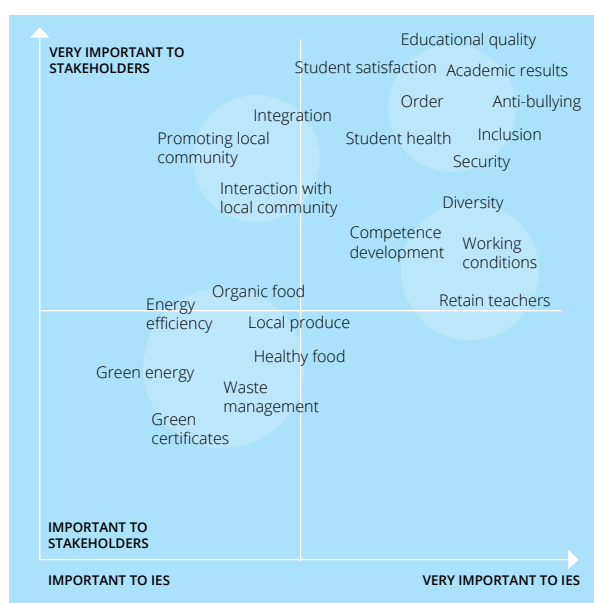 Educational quality
VERY IMPORTANT TO
STAKEHOLDERS
Student satisfaction
Academic results
Order
Anti-bullying
Integration
Promoting local
community
Student health
Inclusion
Security
Interaction with
local community
Diversity
Competence
development
Working
conditions
Organic food
Retain teachers
Energy
efficiency
Local produce
Healthy food
Green energy
Waste
management
Green
certificates
IMPORTANT TO
STAKEHOLDERS
IMPORTANT TO IES
VERY IMPORTANT TO IES